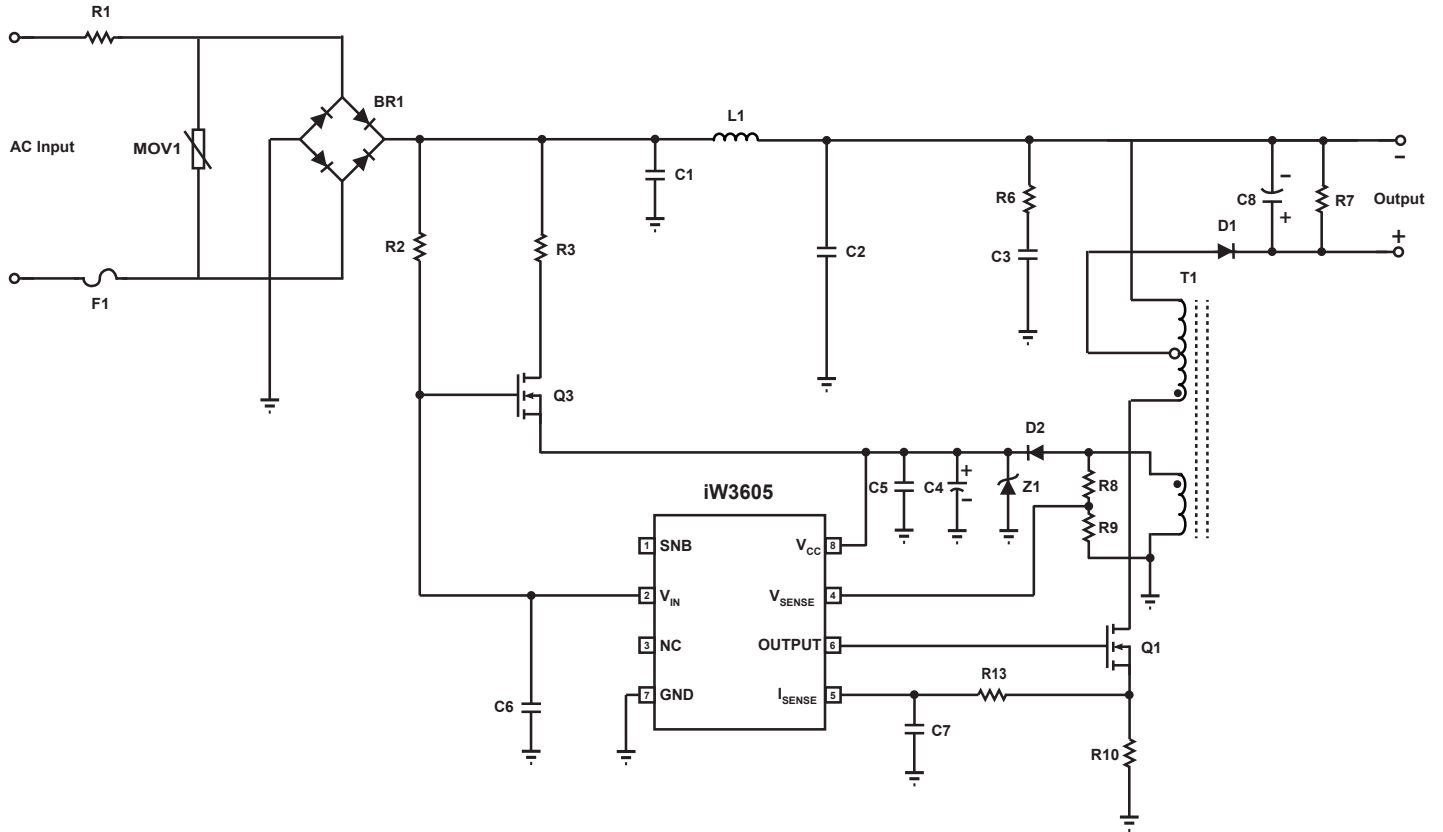 R1
BR1
AC Input
MOV1
F1
L1
C1
R2
R3
C2
R6
C3
C8
–
+
R7
–
Output
+
D1
T1
Q3
D2
C5
C4
+
–
Z1
R8
R9
iW3605
1 SNB
VCC 8
2 VIN
VSENSE 4
3 NC
OUTPUT 6
7 GND
ISENSE 5
Q1
R13
C6
C7
R10